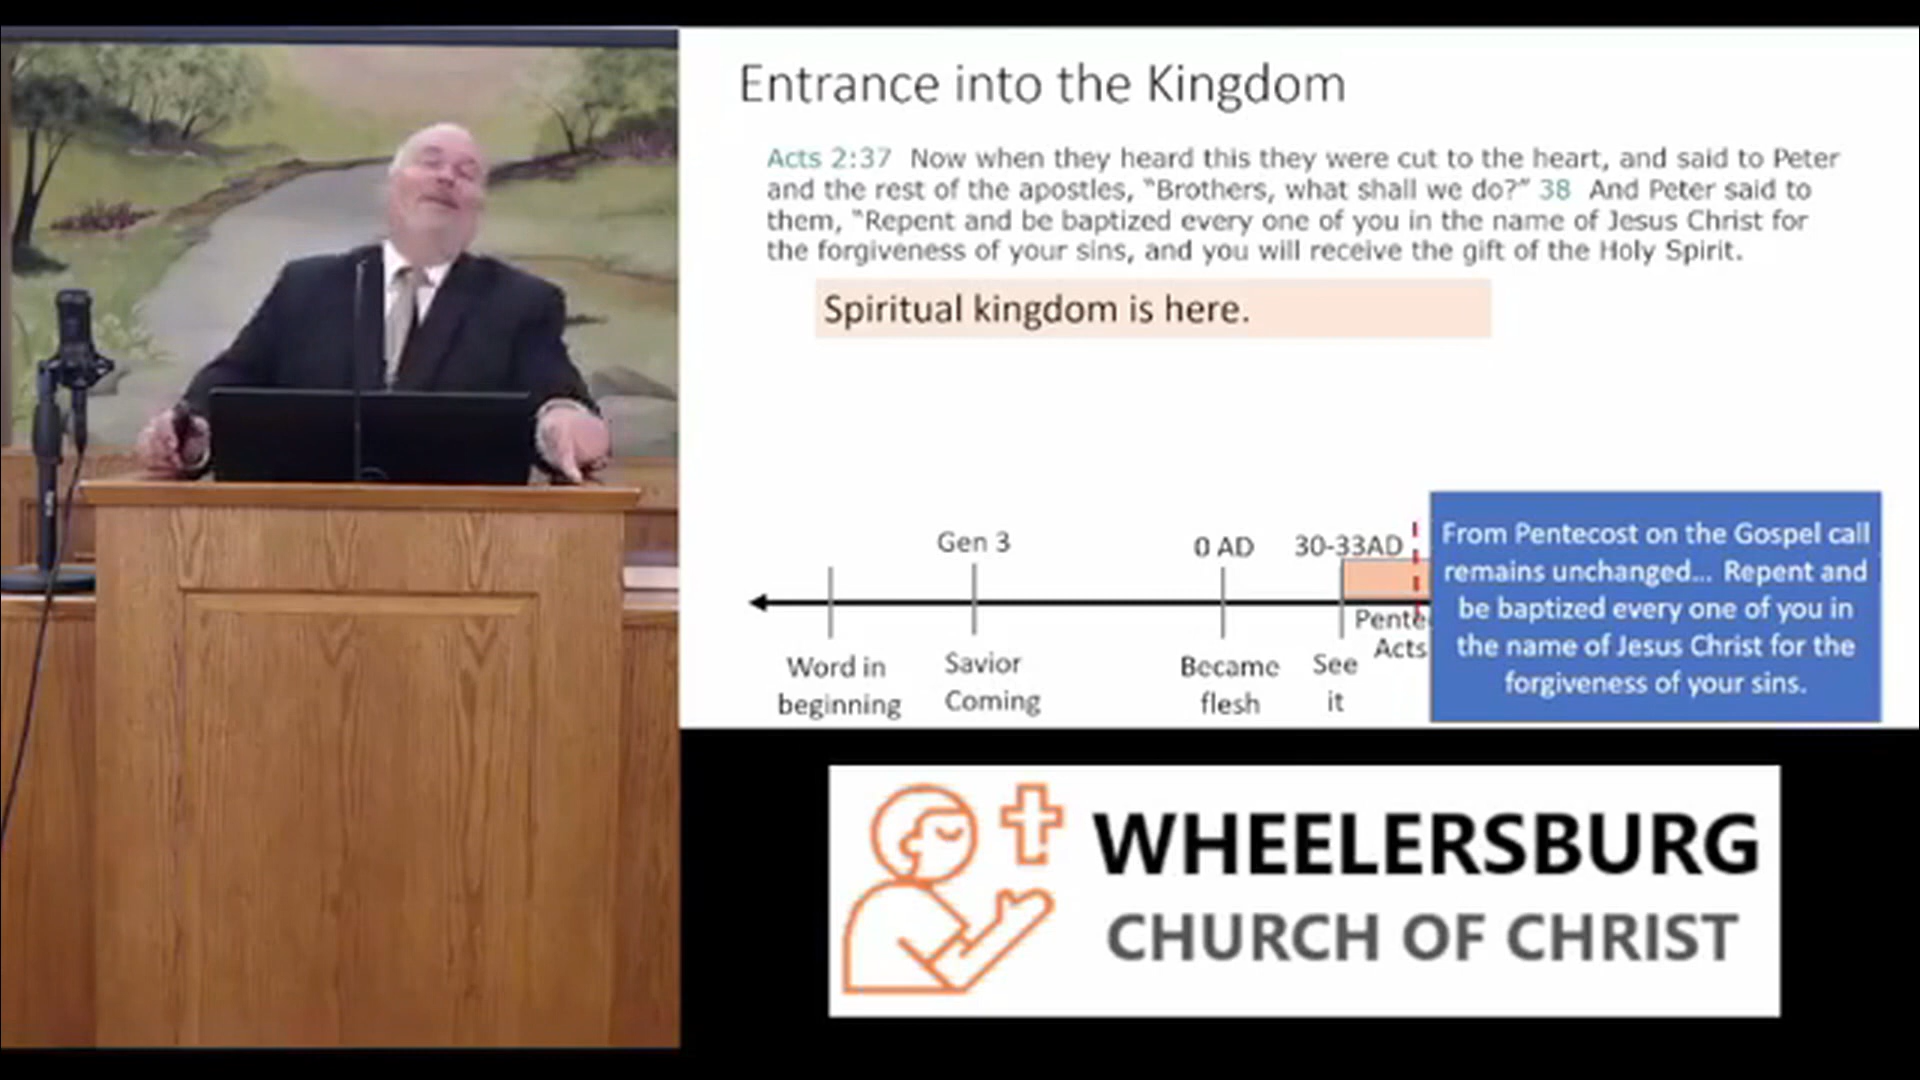 Entrance into the Kingdom
Acts 2:37 Now when they heard this they were cut to the heart, and said to Peter
and the rest of the apostles, "Brothers, what shall we do?" 38 And Peter said to
them, "Repent and be baptized every one of you in the name of Jesus Christ for
the forgiveness of your sins, and you will receive the gift of the Holy Spirit.
Spiritual kingdom is here.
Gen 3
0 AD
30-33AD
Word in
beginning
Savior
Coming
Became
flesh
See
it
Pente
Acts
From Pentecost on the Gospel call
remains unchanged... Repent and
be baptized every one of you in
the name of Jesus Christ for the
forgiveness of your sins.
WHEELERSBURG
CHURCH OF CHRIST